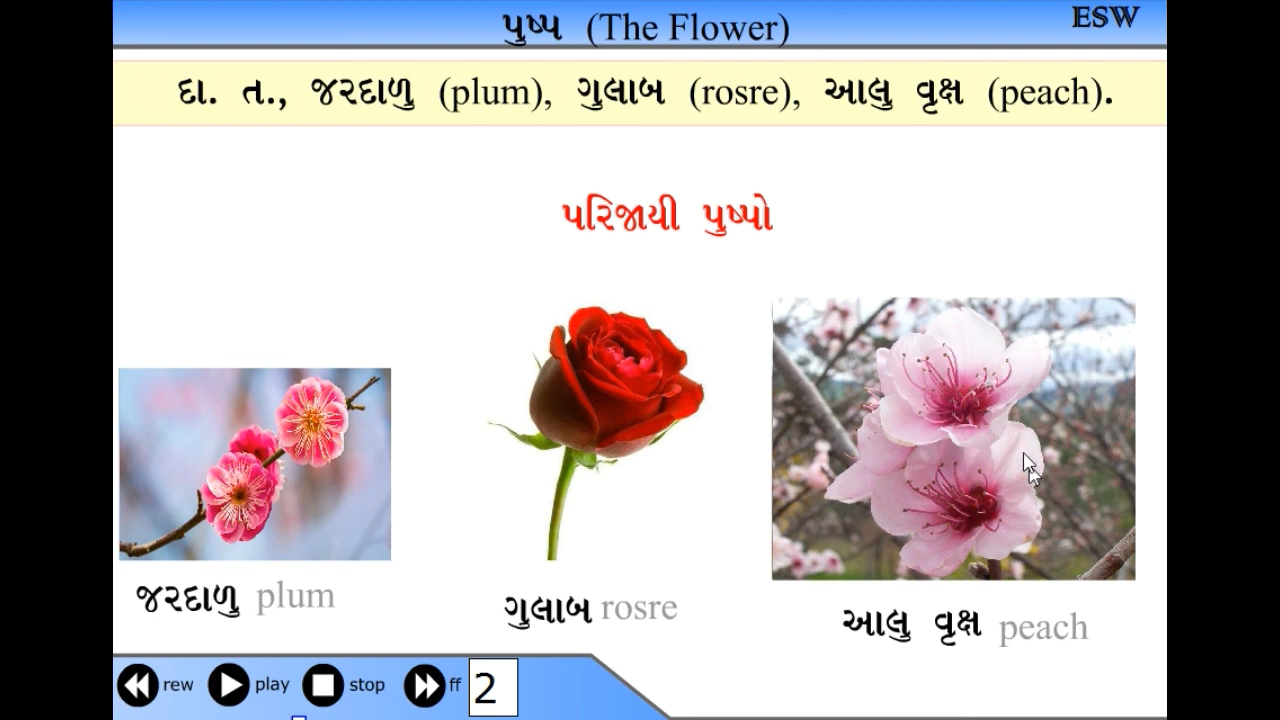 પુષ્પ (The Flower)
ESW
દા. ત., જરદાળુ (plum), ગુલાબ (rosre), આલુ વૃક્ષ (peach).
પરિજાયી પુષ્પો
જરદાળુ plum
ગુલાબ rosre
આલુ વૃક્ષ peach
rew play stop ff 2